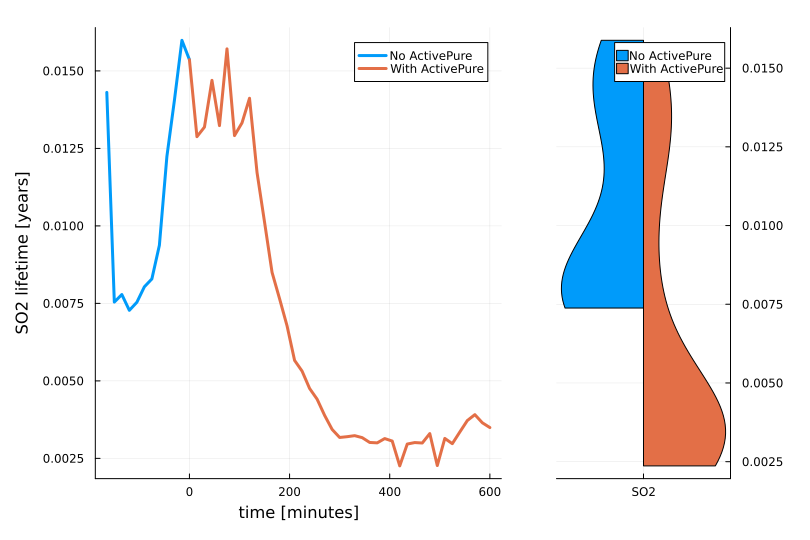 SO2 lifetime [years]
0.0150
0.0125
0.0100
0.0075
0.0050
0.0025
0
200
400
600
time [minutes]
No ActivePure
With ActivePure
No ActivePure
With ActivePure
0.0150
0.0125
0.0100
0.0075
0.0050
0.0025
SO2